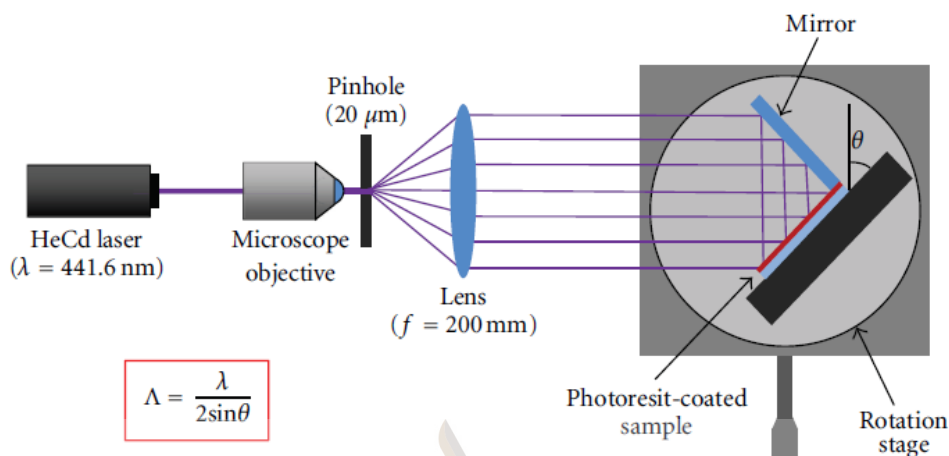 Mirror
Pinhole
(20 μm)
θ
HeCd laser
(λ = 441.6 nm)
Microscope
objective
Lens
(f = 200 mm)
Λ = λ / 2sinθ
Photoresit-coated
sample
Rotation
stage